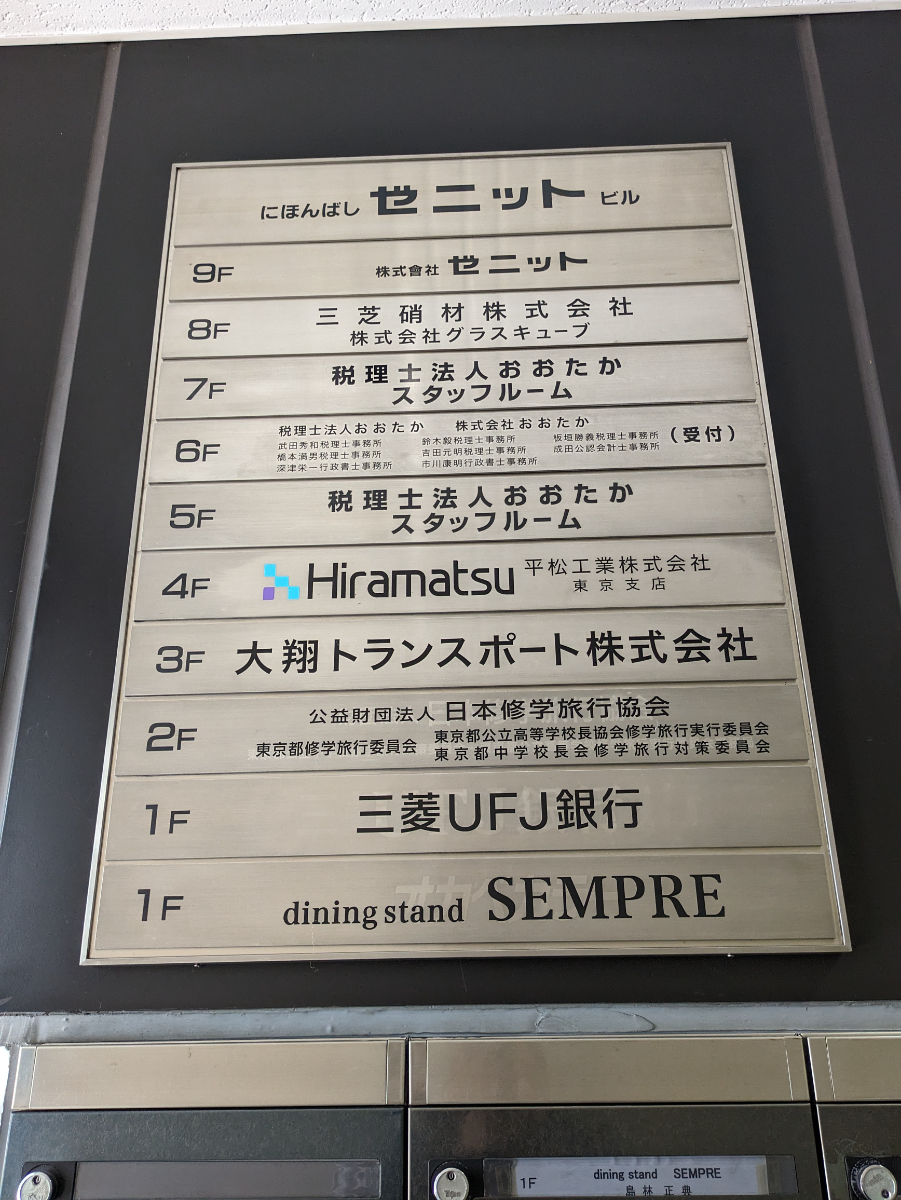 にほんばし ゼニット ビル
9F 株式會社 ゼニット
8F 三芝硝材株式会社
株式会社グラスキューブ
7F 税理士法人おおたか
スタッフルーム
6F 税理士法人おおたか 株式会社おおたか (受付)
武田秀和税理士事務所 鈴木毅税理士事務所 板垣勝義税理士事務所
橋本満男税理士事務所 吉田元明税理士事務所 成田公認会計士事務所
深津栄一行政書士事務所 市川康明行政書士事務所
5F 税理士法人おおたか
スタッフルーム
4F Hiramatsu 平松工業株式会社
東京支店
3F 大翔トランスポート株式会社
2F 公益財団法人 日本修学旅行協会
東京都修学旅行委員会 東京都公立高等学校長協会修学旅行実行委員会
東京都中学校長会修学旅行対策委員会
1F 三菱UFJ銀行
1F dining stand SEMPRE
1F dining stand SEMPRE
島林 正典